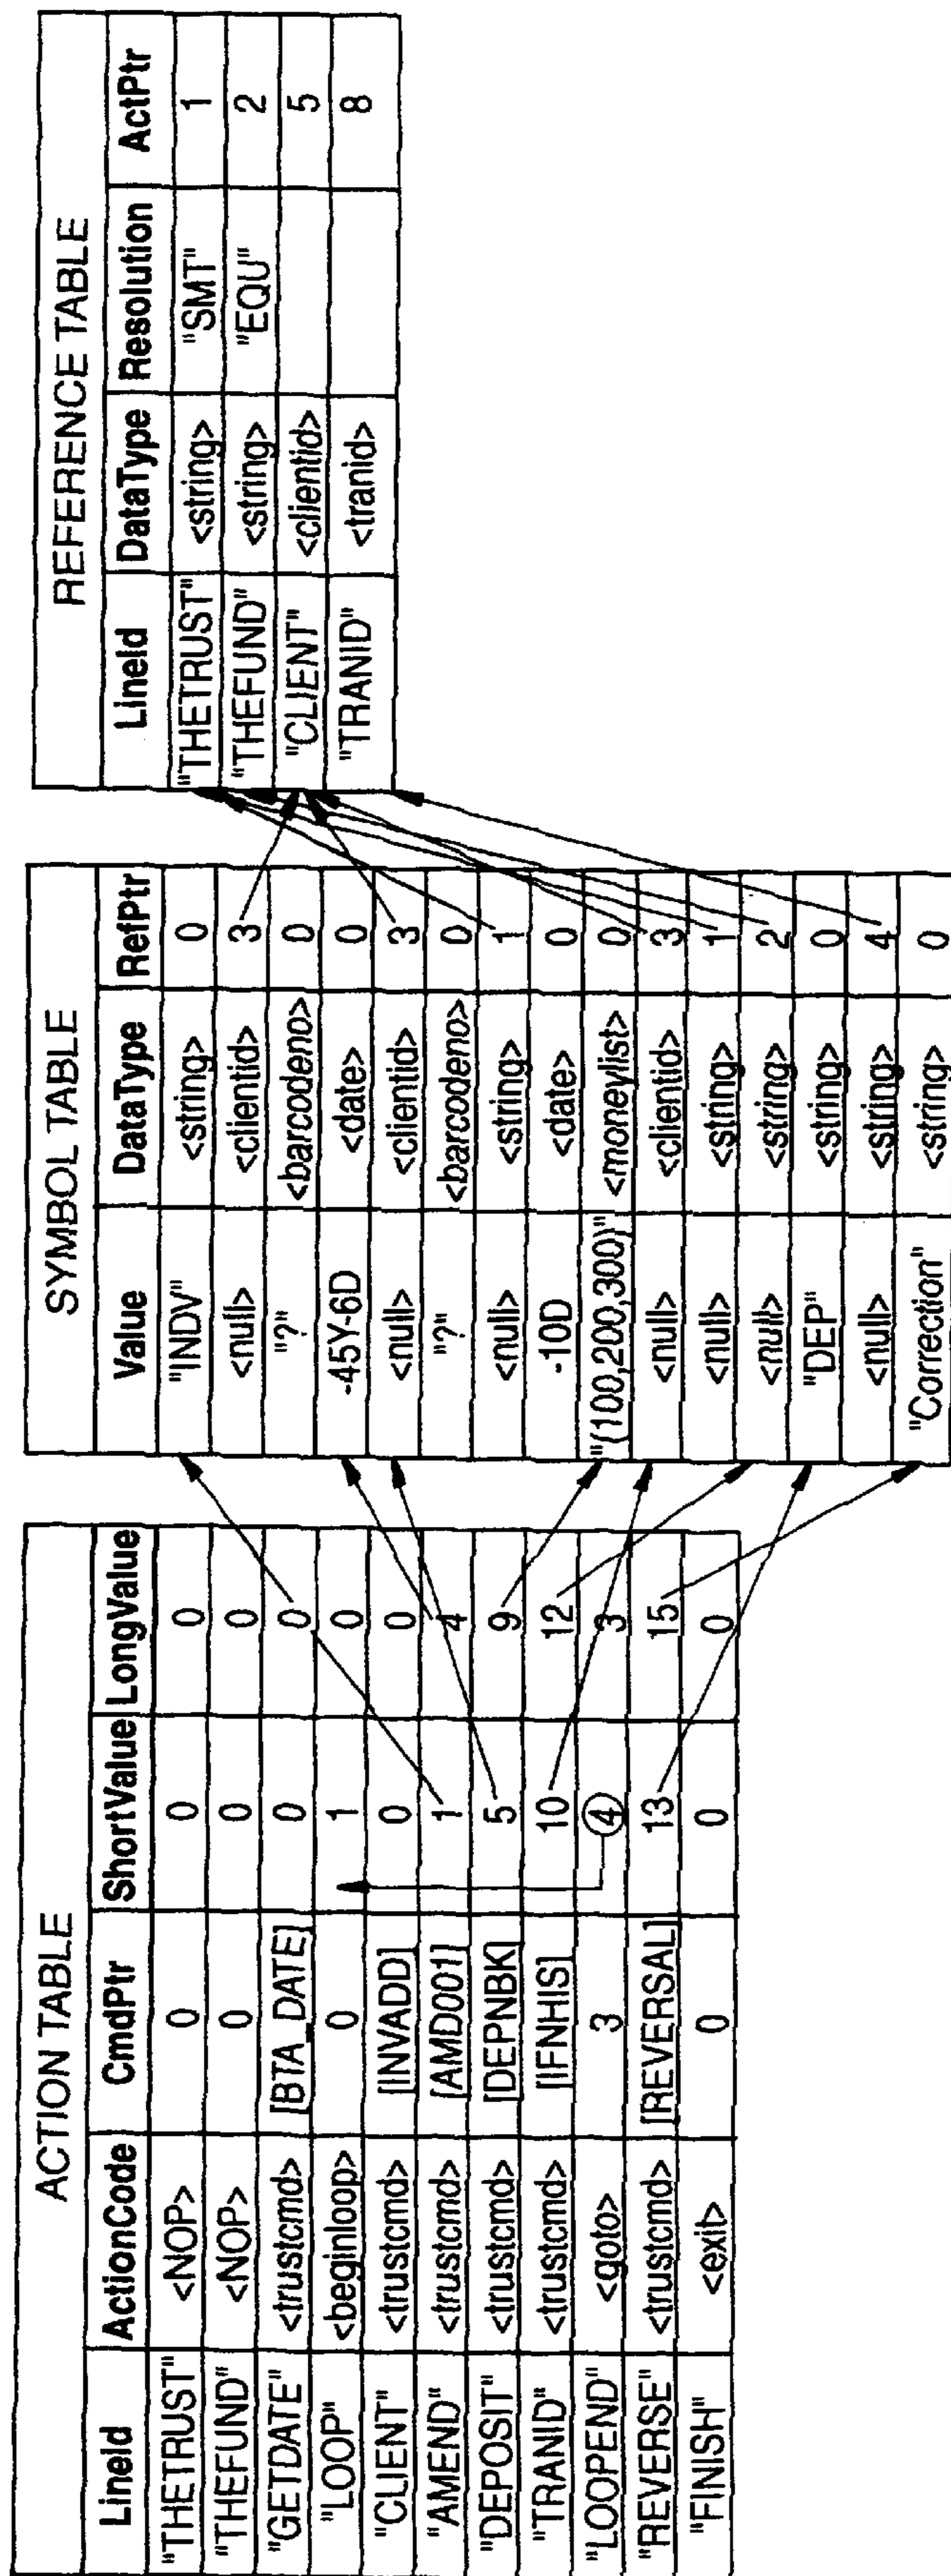 ACTION TABLE
LineId ActionCode CmdPtr ShortValue LongValue
"THETRUST" <NOP> 0 0 0
"THEFUND" <NOP> 0 0 0
"GETDATE" <trustcmd> [BTA_DATE] 0 0
"LOOP" <beginloop> 0 1 0
"CLIENT" <trustcmd> [INVADD] 0 0
"AMEND" <trustcmd> [AMD001] 1 4
"DEPOSIT" <trustcmd> [DEPNBK] 5 9
"TRANID" <trustcmd> [IFNHIS] 10 12
"LOOPEND" <goto> 3 4 3
"REVERSE" <trustcmd> [REVERSAL] 13 15
"FINISH" <exit> 0 0 0
SYMBOL TABLE
Value DataType RefPtr
"INDV" <string> 0
<null> <clientid> 3
"?" <barcodeno> 0
-45Y-6D <date> 0
<null> <clientid> 3
"?" <barcodeno> 0
<null> <string> 1
-10D <date> 0
"(100,200,300)" <moneylist> 0
<null> <clientid> 3
<null> <string> 1
<null> <string> 2
"DEP" <string> 0
<null> <string> 4
"Correction" <string> 0
REFERENCE TABLE
LineId DataType Resolution ActPtr
"THETRUST" <string> "SMT" 1
"THEFUND" <string> "EQU" 2
"CLIENT" <clientid> 5
"TRANID" <tranid> 8